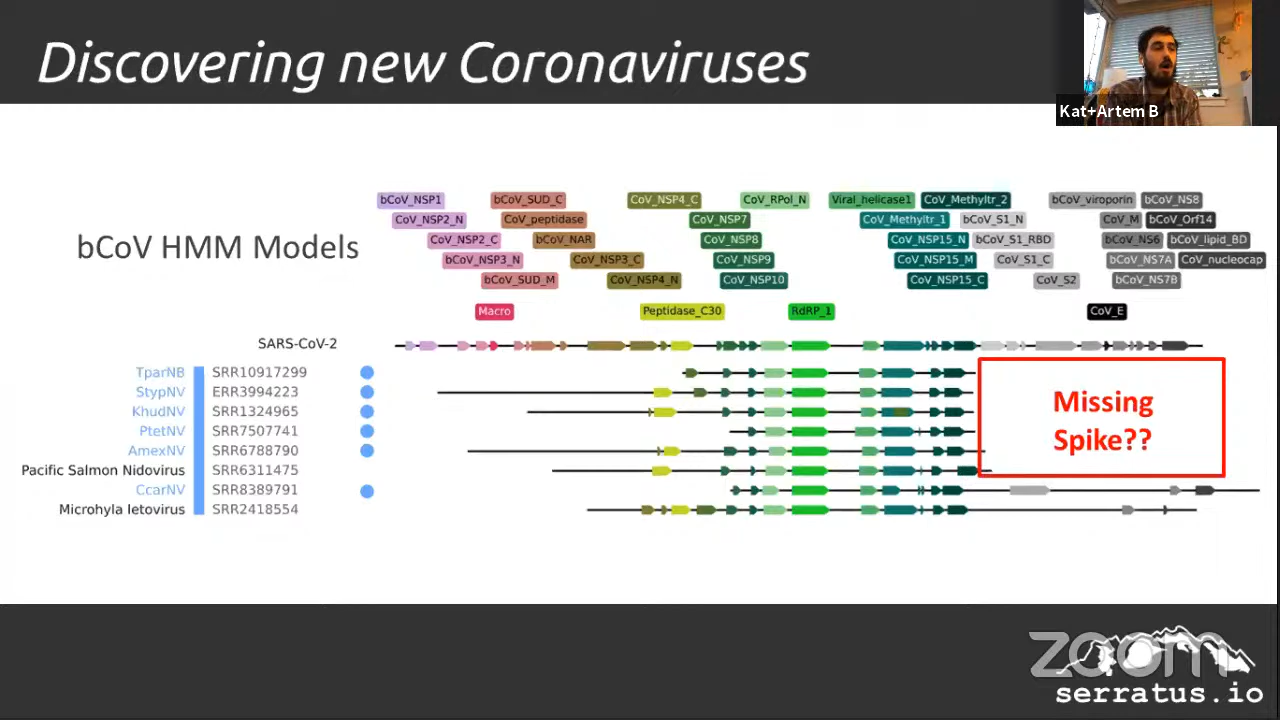 Discovering new Coronaviruses
Kat+Artem B
bCoV_NSP1 bCoV_SUD_C CoV_NSP4_C CoV_RPol_N Viral_helicase1 CoV_Methyltr_2 bCoV_viroporin bCoV_NS8
CoV_NSP2_N CoV_peptidase CoV_NSP7 CoV_Methyltr_1 bCoV_S1_N CoV_M bCoV_Orf14
bCoV HMM Models
CoV_NSP2_C bCoV_NAR CoV_NSP8 CoV_NSP15_N bCoV_S1_RBD bCoV_NS6 bCoV_lipid_BD
bCoV_NSP3_N CoV_NSP3_C CoV_NSP9 CoV_NSP15_M CoV_S1_C bCoV_NS7A CoV_nucleocap
bCoV_SUD_M CoV_NSP4_N CoV_NSP10 CoV_NSP15_C CoV_S2 bCoV_NS7B
Macro Peptidase_C30 RdRP_1 CoV_E
SARS-CoV-2
TparNB SRR10917299
StypNV ERR3994223
KhudNV SRR1324965
PtetNV SRR7507741
AmexNV SRR6788790
Pacific Salmon Nidovirus SRR6311475
CcarNV SRR8389791
Microhyla letovirus SRR2418554
Missing
Spike??
zoom
serratus.io